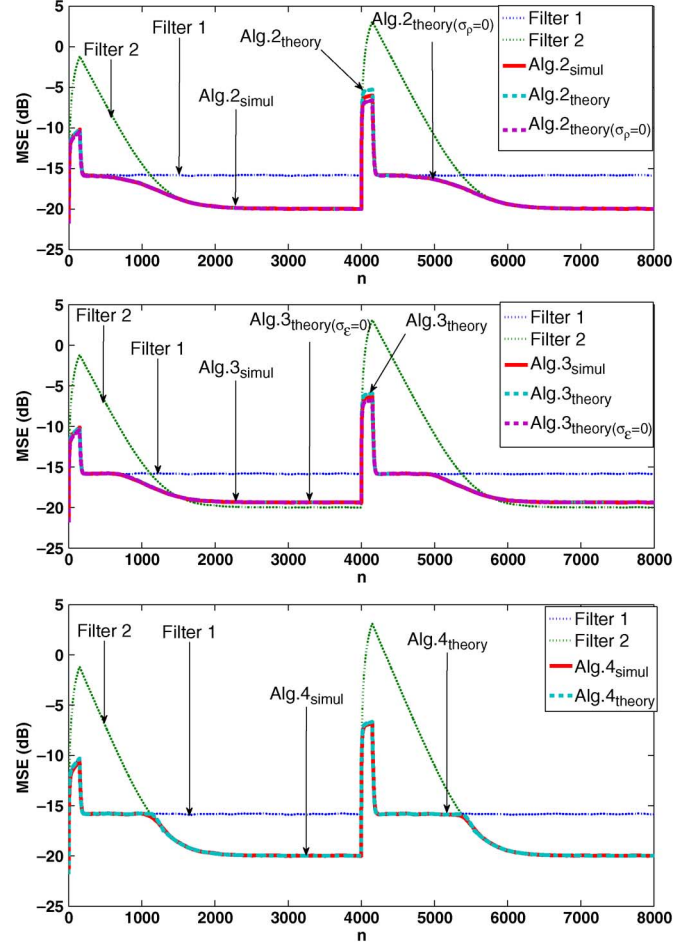 Filter 1
Filter 2
Alg.2theory
Alg.2theory(σρ=0)
Alg.2simul
Filter 1
Filter 2
Alg.2simul
Alg.2theory
Alg.2theory(σρ=0)
MSE (dB)
5
0
−5
−10
−15
−20
−25
0 1000 2000 3000 4000 5000 6000 7000 8000
n
Filter 2
Filter 1
Alg.3simul
Alg.3theory(σε=0)
Alg.3theory
Filter 1
Filter 2
Alg.3simul
Alg.3theory
Alg.3theory(σε=0)
MSE (dB)
5
0
−5
−10
−15
−20
−25
0 1000 2000 3000 4000 5000 6000 7000 8000
n
Filter 2
Filter 1
Alg.4simul
Alg.4theory
Filter 1
Filter 2
Alg.4simul
Alg.4theory
MSE (dB)
5
0
−5
−10
−15
−20
−25
0 1000 2000 3000 4000 5000 6000 7000 8000
n